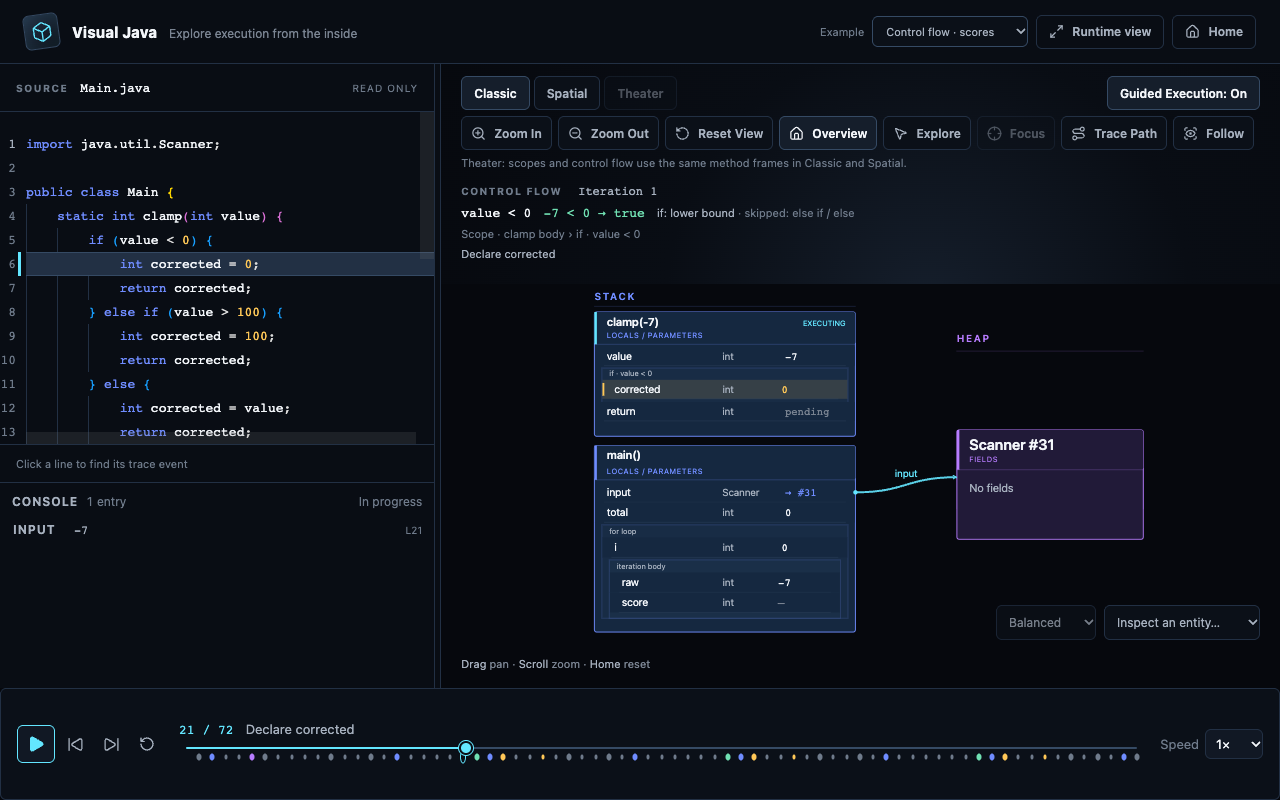 Visual Java Explore execution from the inside
Example Control flow · scores Runtime view Home
SOURCE Main.java READ ONLY
1 import java.util.Scanner;
2
3 public class Main {
4 static int clamp(int value) {
5 if (value < 0) {
6 int corrected = 0;
7 return corrected;
8 } else if (value > 100) {
9 int corrected = 100;
10 return corrected;
11 } else {
12 int corrected = value;
13 return corrected;
Click a line to find its trace event
CONSOLE 1 entry In progress
INPUT −7 L21
Classic Spatial Theater Guided Execution: On
Zoom In Zoom Out Reset View Overview Explore Focus Trace Path Follow
Theater: scopes and control flow use the same method frames in Classic and Spatial.
CONTROL FLOW Iteration 1
value < 0 −7 < 0 → true if: lower bound · skipped: else if / else
Scope · clamp body › if · value < 0
Declare corrected
STACK
clamp(-7) EXECUTING
LOCALS / PARAMETERS
value int −7
if · value < 0
corrected int 0
return int pending
main()
LOCALS / PARAMETERS
input Scanner → #31
total int 0
for loop
i int 0
iteration body
raw int −7
score int —
input
HEAP
Scanner #31
FIELDS
No fields
Balanced Inspect an entity...
Drag pan · Scroll zoom · Home reset
21 / 72 Declare corrected
Speed 1×